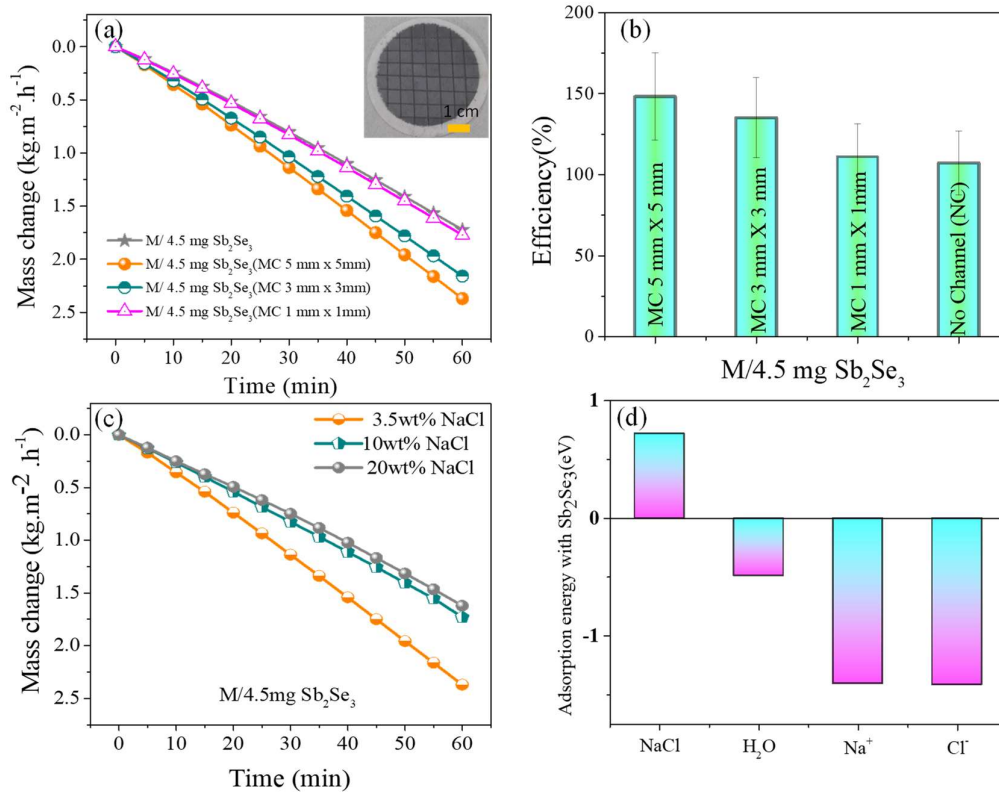 (a)
Mass change (kg.m⁻².h⁻¹)
0.0
0.5
1.0
1.5
2.0
2.5
1 cm
M/ 4.5 mg Sb₂Se₃
M/ 4.5 mg Sb₂Se₃(MC 5 mm x 5mm)
M/ 4.5 mg Sb₂Se₃(MC 3 mm x 3mm)
M/ 4.5 mg Sb₂Se₃(MC 1 mm x 1mm)
0 10 20 30 40 50 60
Time (min)
(b)
Efficiency(%)
200
150
100
50
0
MC 5 mm X 5 mm
MC 3 mm X 3 mm
MC 1 mm X 1mm
No Channel (NC)
M/4.5 mg Sb₂Se₃
(c)
Mass change (kg.m⁻² .h⁻¹)
0.0
0.5
1.0
1.5
2.0
2.5
3.5wt% NaCl
10wt% NaCl
20wt% NaCl
M/4.5mg Sb₂Se₃
0 10 20 30 40 50 60
Time (min)
(d)
Adsorption energy with Sb₂Se₃(eV)
1
0
-1
NaCl H₂O Na⁺ Cl⁻